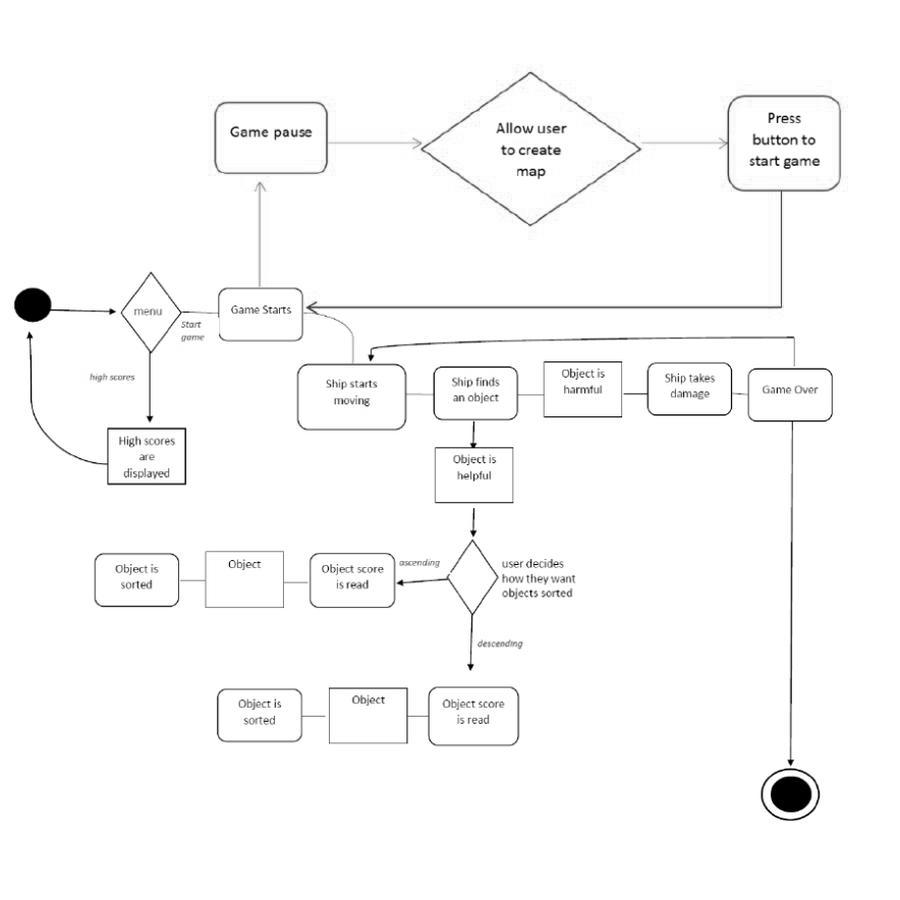 Game pause
Allow user
to create
map
Press
button to
start game
menu
Start
game
Game Starts
high scores
High scores
are
displayed
Ship starts
moving
Ship finds
an object
Object is
harmful
Ship takes
damage
Game Over
Object is
helpful
user decides
how they want
objects sorted
ascending
Object score
is read
Object
Object is
sorted
descending
Object score
is read
Object
Object is
sorted